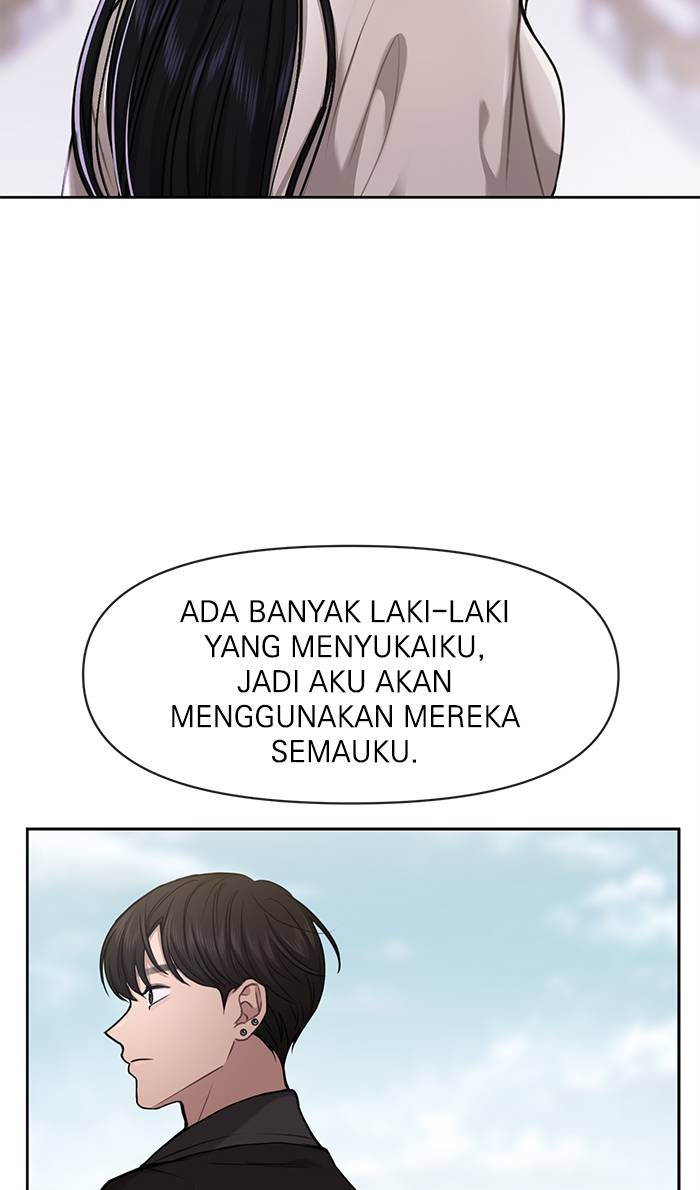 ADA BANYAK LAKI-LAKI
YANG MENYUKAIKU,
JADI AKU AKAN
MENGGUNAKAN MEREKA
SEMAUKU.